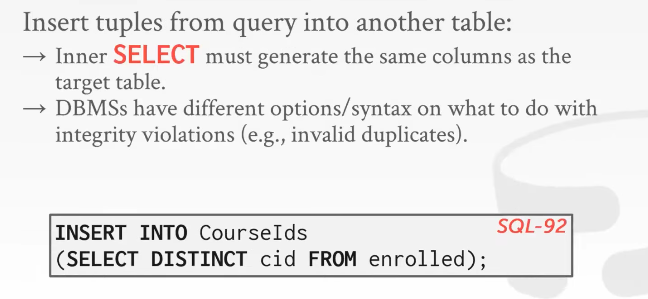 Insert tuples from query into another table:
→ Inner SELECT must generate the same columns as the
target table.
→ DBMSs have different options/syntax on what to do with
integrity violations (e.g., invalid duplicates).
SQL-92
INSERT INTO CourseIds
(SELECT DISTINCT cid FROM enrolled);